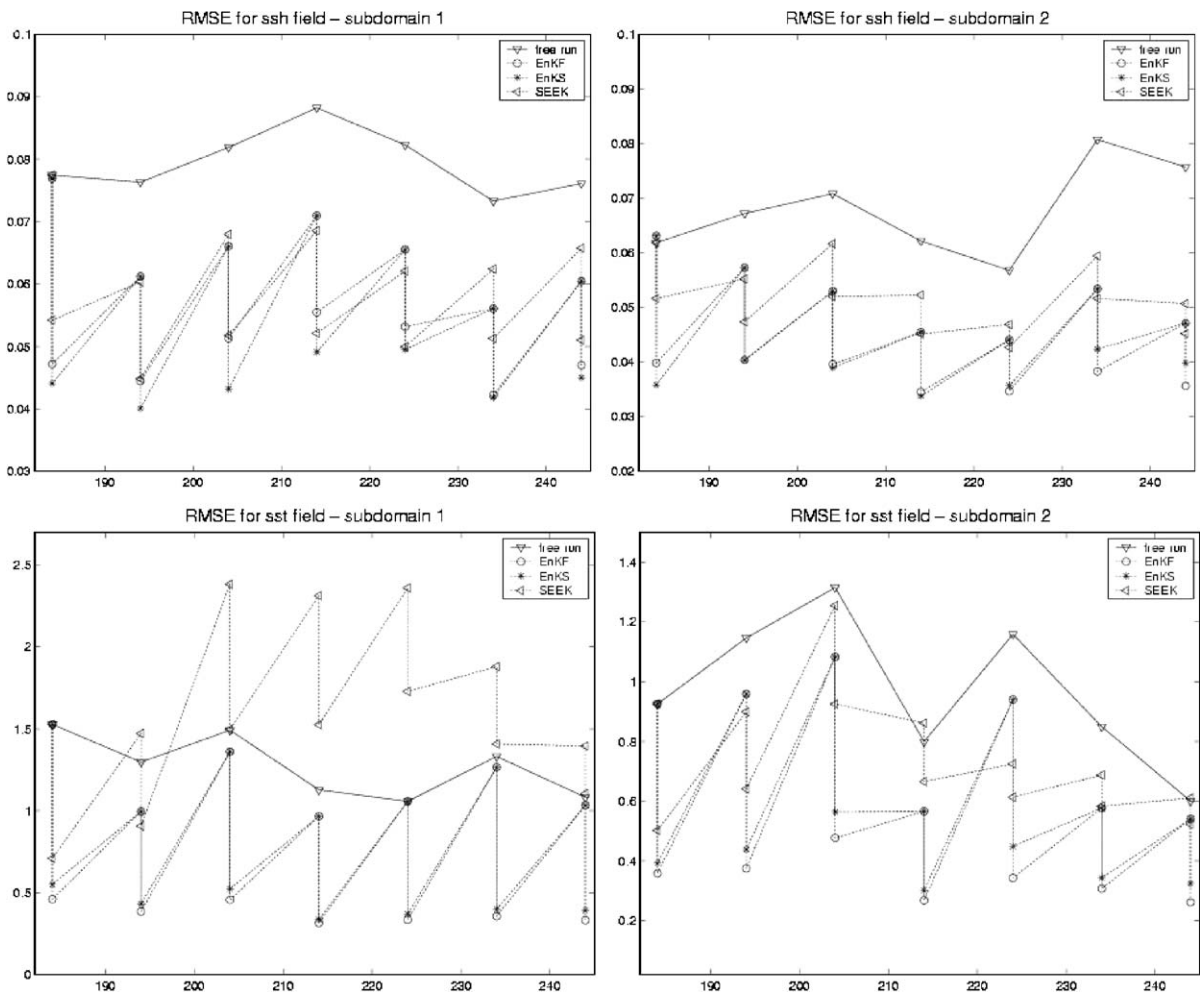 RMSE for ssh field – subdomain 1
0.1
0.09
0.08
0.07
0.06
0.05
0.04
0.03
190 200 210 220 230 240
free run
EnKF
EnKS
SEEK
RMSE for ssh field – subdomain 2
0.1
0.09
0.08
0.07
0.06
0.05
0.04
0.03
0.02
190 200 210 220 230 240
free run
EnKF
EnKS
SEEK
RMSE for sst field – subdomain 1
2.5
2
1.5
1
0.5
0
190 200 210 220 230 240
free run
EnKF
EnKS
SEEK
RMSE for sst field – subdomain 2
1.4
1.2
1
0.8
0.6
0.4
0.2
190 200 210 220 230 240
free run
EnKF
EnKS
SEEK